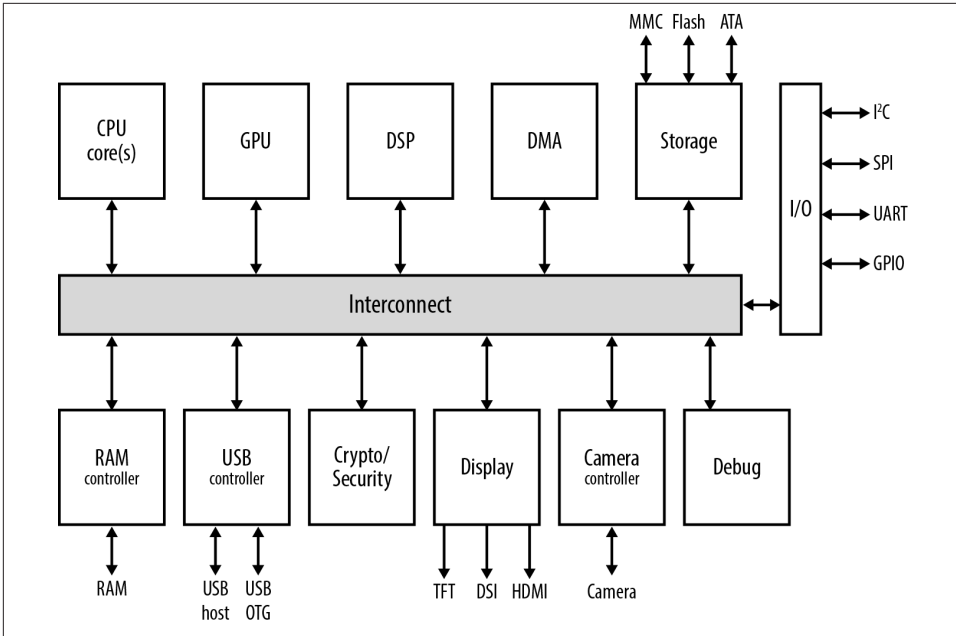 MMC Flash ATA
CPU
core(s)
GPU
DSP
DMA
Storage
I/O
I²C
SPI
UART
GPIO
Interconnect
RAM
controller
USB
controller
Crypto/
Security
Display
Camera
controller
Debug
RAM
USB
host
USB
OTG
TFT
DSI
HDMI
Camera